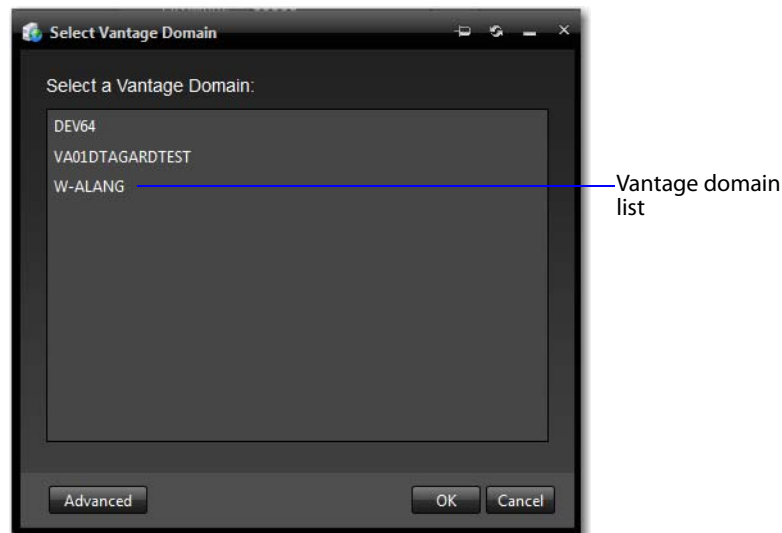 Select Vantage Domain
Select a Vantage Domain:
DEV64
VA01DTAGARDTEST
W-ALANG
Vantage domain
list
Advanced
OK
Cancel